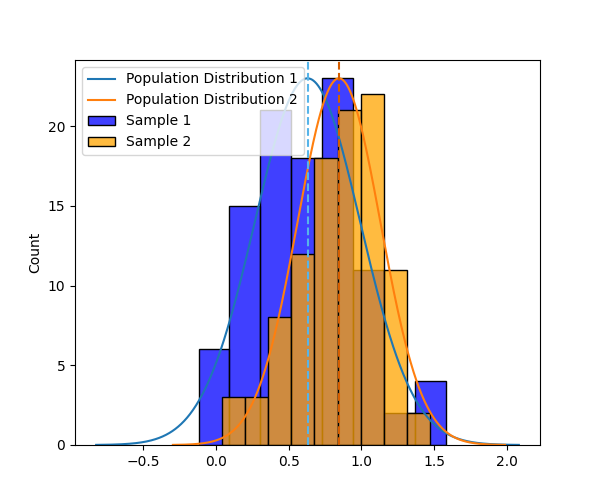 Population Distribution 1
Population Distribution 2
Sample 1
Sample 2
Count
20
15
10
5
0
−0.5 0.0 0.5 1.0 1.5 2.0